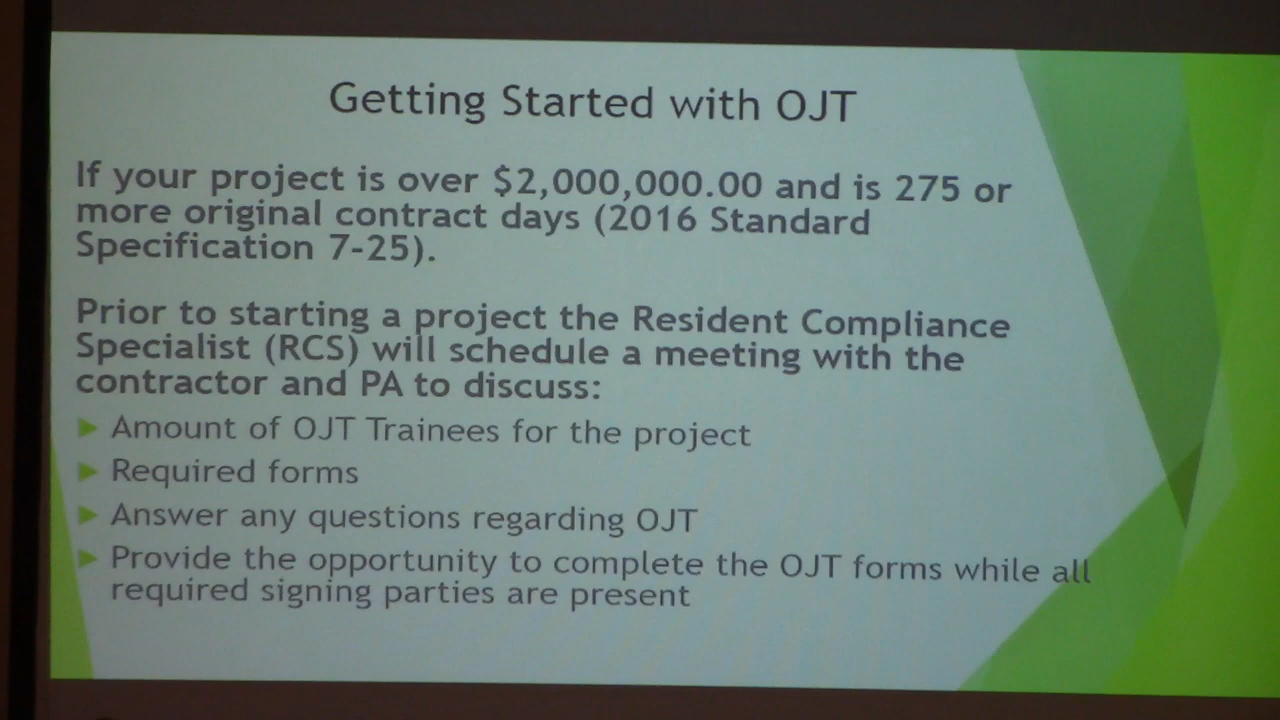 Getting Started with OJT
If your project is over $2,000,000.00 and is 275 or
more original contract days (2016 Standard
Specification 7-25).
Prior to starting a project the Resident Compliance
Specialist (RCS) will schedule a meeting with the
contractor and PA to discuss:
Amount of OJT Trainees for the project
Required forms
Answer any questions regarding OJT
Provide the opportunity to complete the OJT forms while all
required signing parties are present